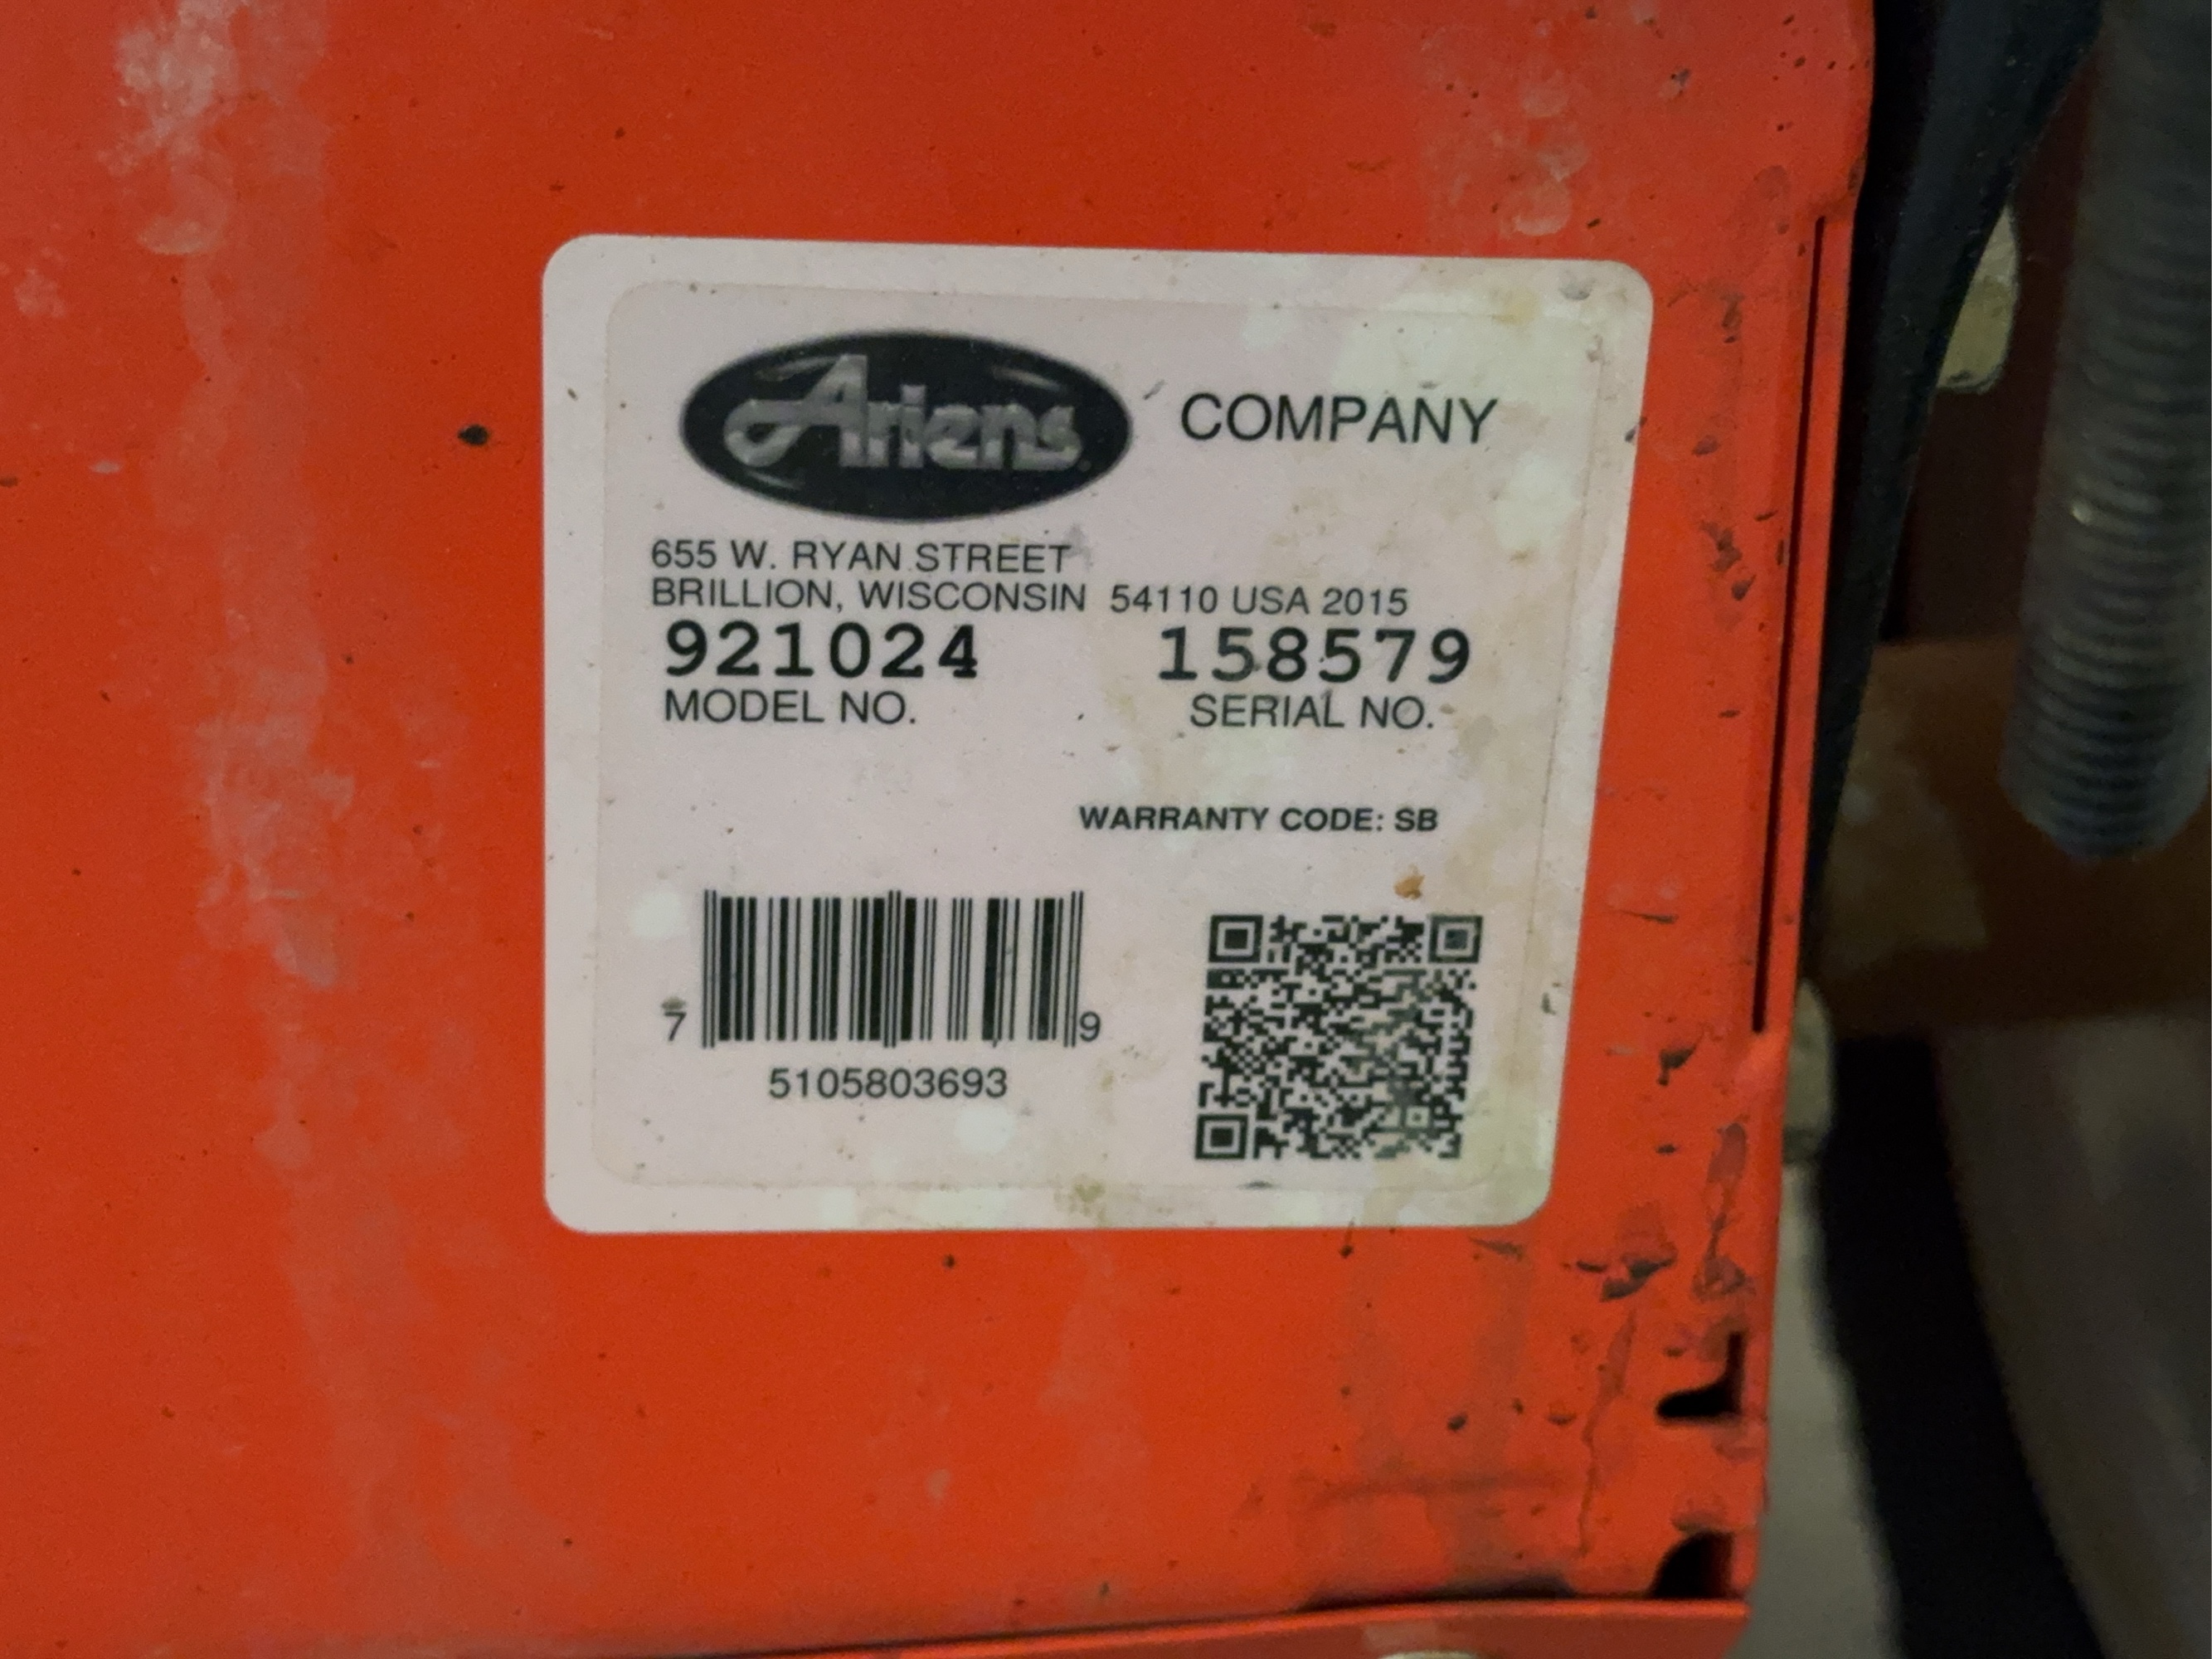 Ariens COMPANY
655 W. RYAN STREET
BRILLION, WISCONSIN 54110 USA 2015
921024 158579
MODEL NO. SERIAL NO.
WARRANTY CODE: SB
7 9
5105803693